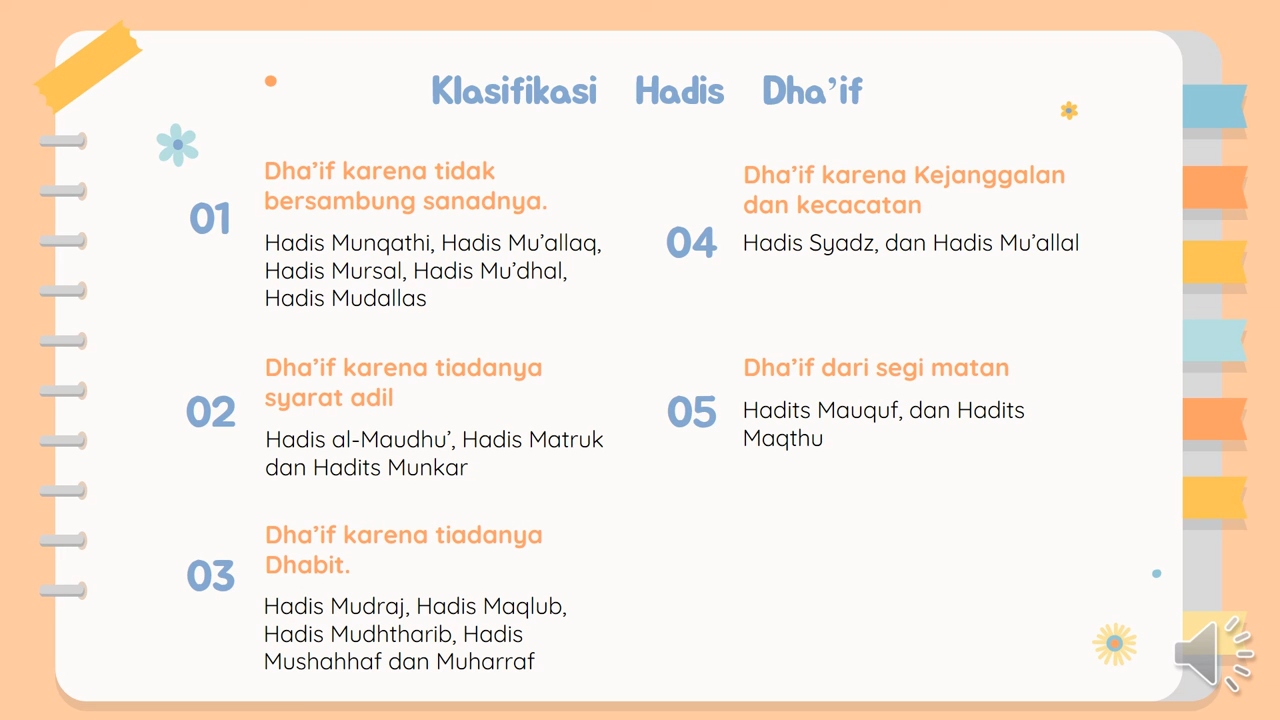 Klasifikasi Hadis Dha’if
01
Dha’if karena tidak
bersambung sanadnya.
Hadis Munqathi, Hadis Mu’allaq,
Hadis Mursal, Hadis Mu’dhal,
Hadis Mudallas
02
Dha’if karena tiadanya
syarat adil
Hadis al-Maudhu’, Hadis Matruk
dan Hadits Munkar
03
Dha’if karena tiadanya
Dhabit.
Hadis Mudraj, Hadis Maqlub,
Hadis Mudhtharib, Hadis
Mushahhaf dan Muharraf
04
Dha’if karena Kejanggalan
dan kecacatan
Hadis Syadz, dan Hadis Mu’allal
05
Dha’if dari segi matan
Hadits Mauquf, dan Hadits
Maqthu